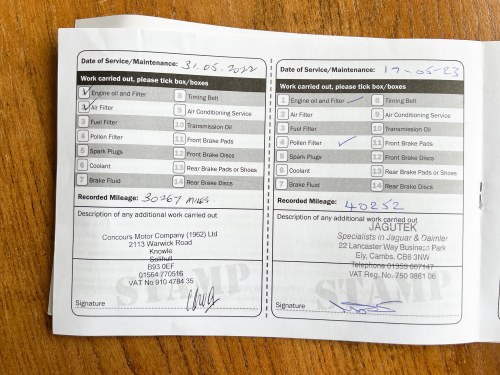 Date of Service/Maintenance: 31.05.2022
Work carried out, please tick box/boxes
1 Engine oil and Filter
8 Timing Belt
2 Air Filter
9 Air Conditioning Service
3 Fuel Filter
10 Transmission Oil
4 Pollen Filter
11 Front Brake Pads
5 Spark Plugs
12 Front Brake Discs
6 Coolant
13 Rear Brake Pads or Shoes
7 Brake Fluid
14 Rear Brake Discs
Recorded Mileage: 30767 miles
Description of any additional work carried out
Concours Motor Company (1962) Ltd
2113 Warwick Road
Knowle
Solihull
B93 0EF
01564 770516
VAT No 910 4784 35
STAMP
Signature
Date of Service/Maintenance: 17-05-23
Work carried out, please tick box/boxes
1 Engine oil and Filter
8 Timing Belt
2 Air Filter
9 Air Conditioning Service
3 Fuel Filter
10 Transmission Oil
4 Pollen Filter
11 Front Brake Pads
5 Spark Plugs
12 Front Brake Discs
6 Coolant
13 Rear Brake Pads or Shoes
7 Brake Fluid
14 Rear Brake Discs
Recorded Mileage: 40252
Description of any additional work carried out
JAGUTEK
Specialists in Jaguar & Daimler
22 Lancaster Way Business Park
Ely, Cambs. CB6 3NW
Telephone 01353 667147
VAT Reg. No. 750 9861 06
STAMP
Signature